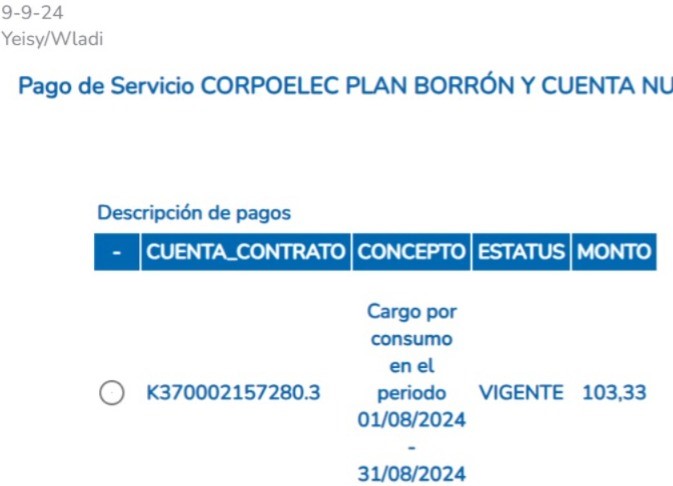 9-9-24
Yeisy/Wladi
Pago de Servicio CORPOELEC PLAN BORRÓN Y CUENTA NU
Descripción de pagos
- CUENTA_CONTRATO CONCEPTO ESTATUS MONTO
Cargo por
consumo
en el
K370002157280.3 periodo VIGENTE 103,33
01/08/2024
-
31/08/2024